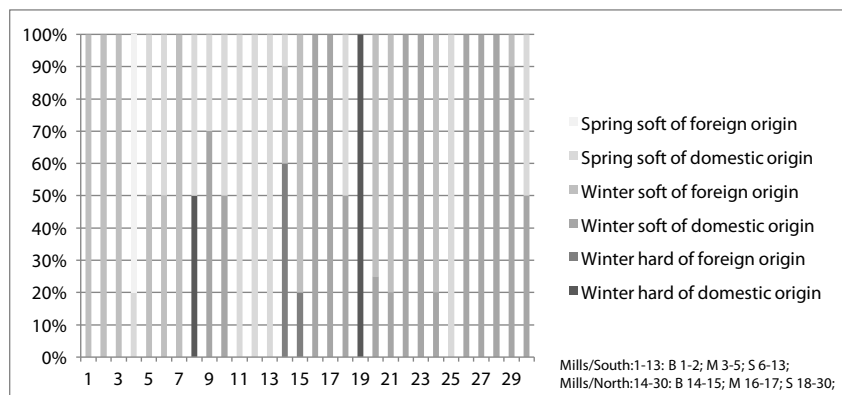 100%
90%
80%
70%
60%
50%
40%
30%
20%
10%
0%
1 3 5 7 9 11 13 15 17 19 21 23 25 27 29
Spring soft of foreign origin
Spring soft of domestic origin
Winter soft of foreign origin
Winter soft of domestic origin
Winter hard of foreign origin
Winter hard of domestic origin
Mills/South:1-13: B 1-2; M 3-5; S 6-13;
Mills/North:14-30: B 14-15; M 16-17; S 18-30;